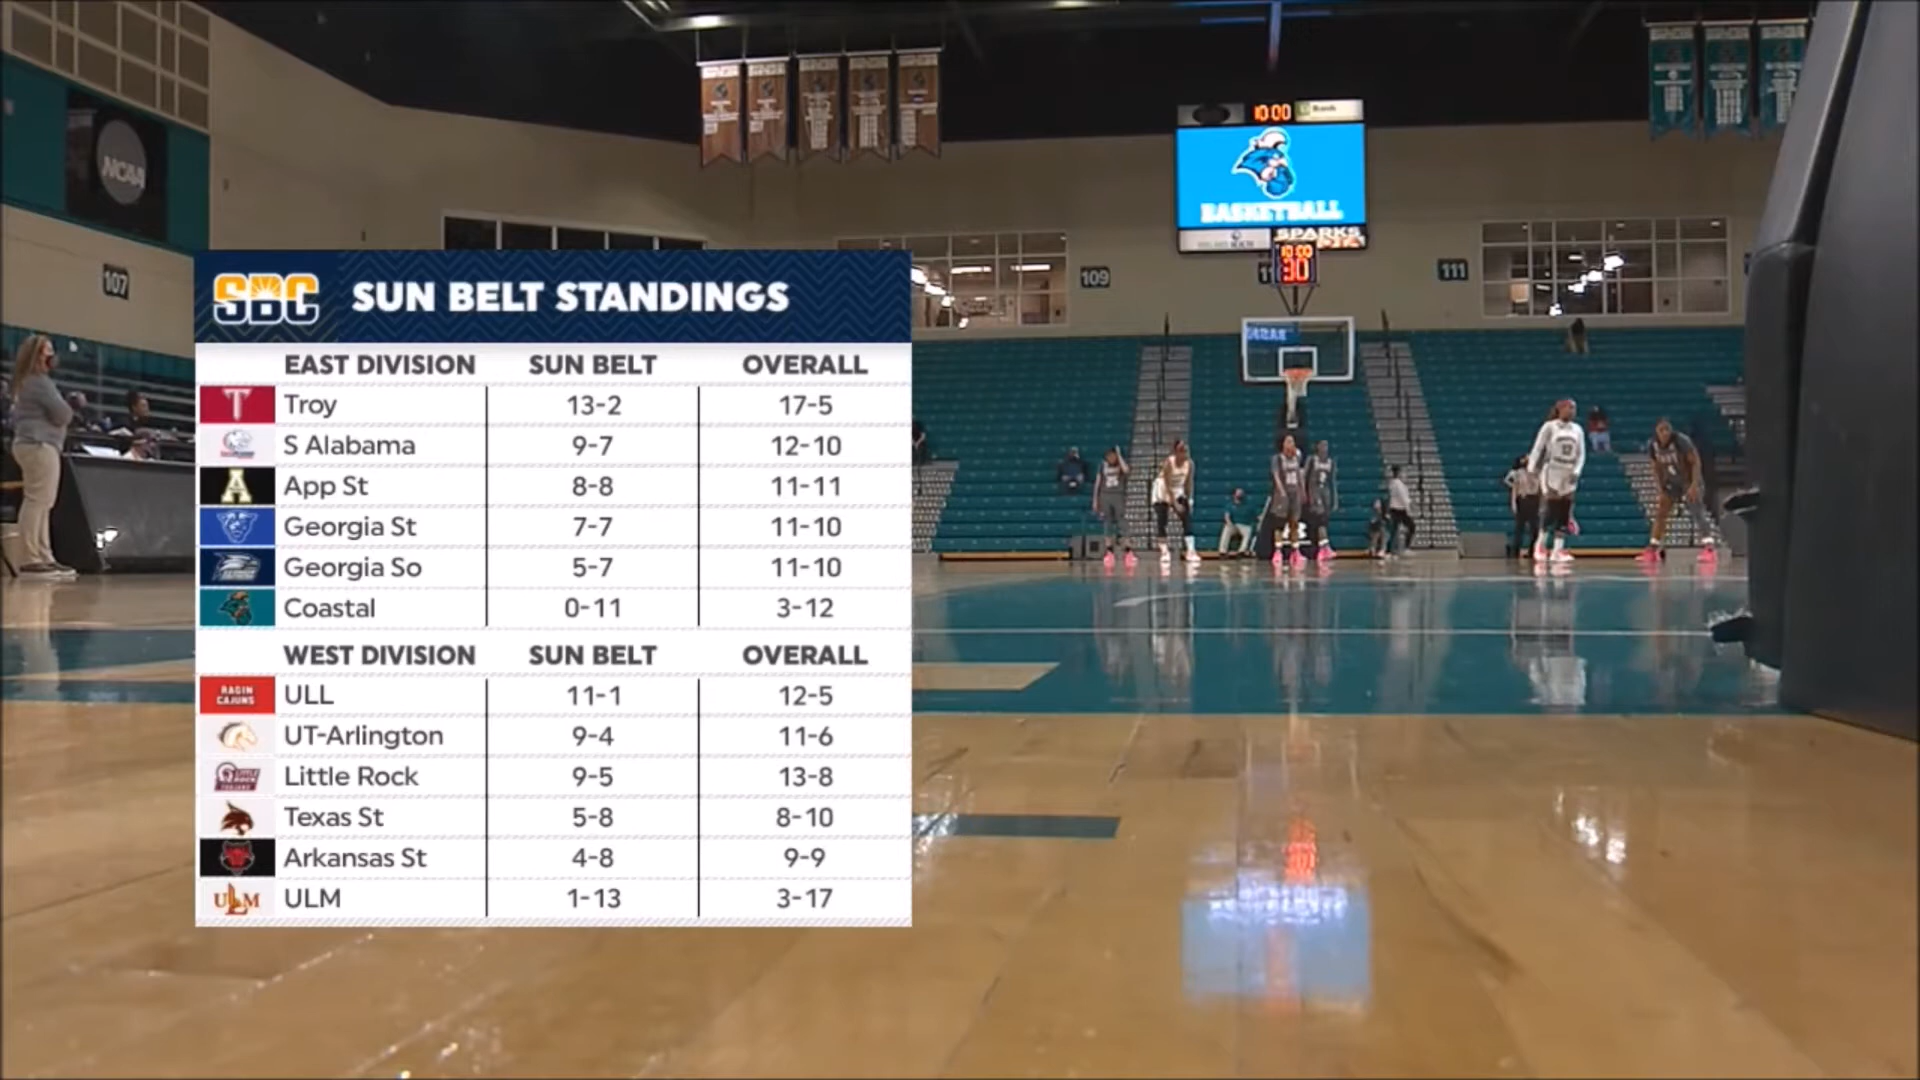 NCAA
107
109
111
10:00
Bank
BASKETBALL
SPARKS
10:00
30
SBC
SUN BELT STANDINGS
EAST DIVISION SUN BELT OVERALL
Troy 13-2 17-5
S Alabama 9-7 12-10
App St 8-8 11-11
Georgia St 7-7 11-10
Georgia So 5-7 11-10
Coastal 0-11 3-12
WEST DIVISION SUN BELT OVERALL
RAGIN CAJUNS ULL 11-1 12-5
UT-Arlington 9-4 11-6
Little Rock 9-5 13-8
Texas St 5-8 8-10
Arkansas St 4-8 9-9
ULM ULM 1-13 3-17